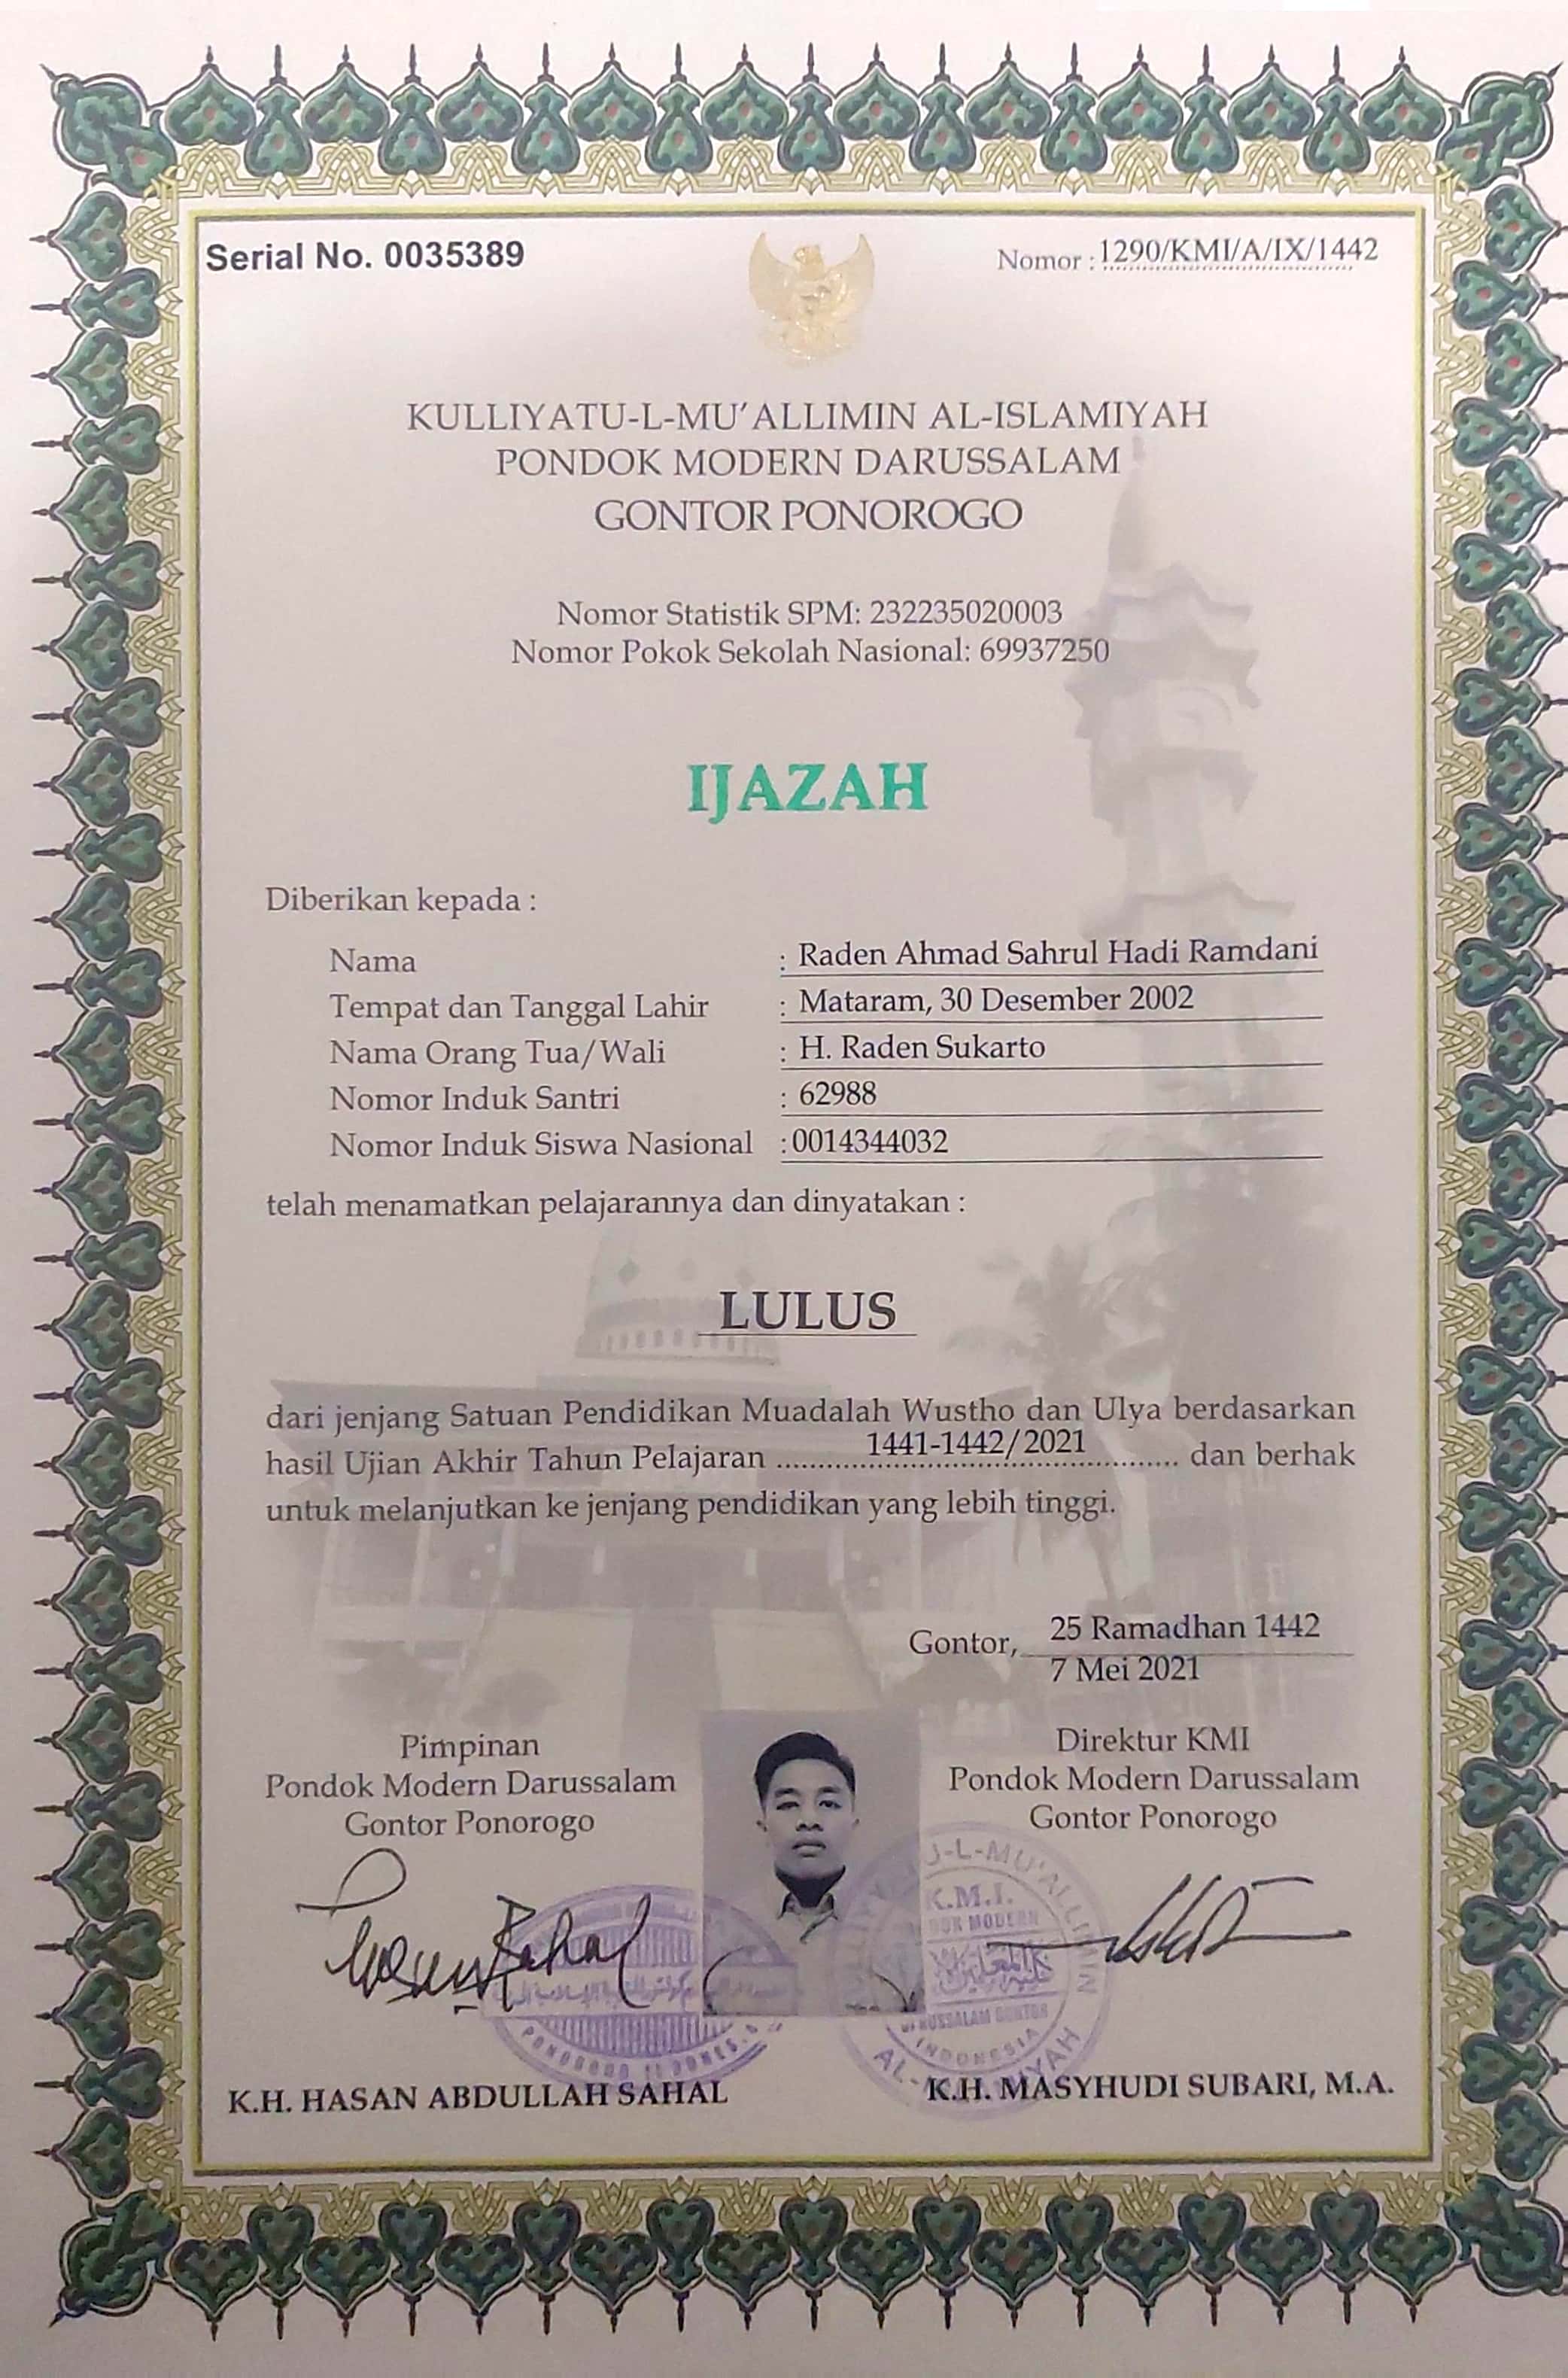 Serial No. 0035389
Nomor : 1290/KMI/A/IX/1442
KULLIYATU-L-MU'ALLIMIN AL-ISLAMIYAH
PONDOK MODERN DARUSSALAM
GONTOR PONOROGO
Nomor Statistik SPM: 232235020003
Nomor Pokok Sekolah Nasional: 69937250
IJAZAH
Diberikan kepada :
Nama : Raden Ahmad Sahrul Hadi Ramdani
Tempat dan Tanggal Lahir : Mataram, 30 Desember 2002
Nama Orang Tua/Wali : H. Raden Sukarto
Nomor Induk Santri : 62988
Nomor Induk Siswa Nasional : 0014344032
telah menamatkan pelajarannya dan dinyatakan :
LULUS
dari jenjang Satuan Pendidikan Muadalah Wustho dan Ulya berdasarkan
hasil Ujian Akhir Tahun Pelajaran 1441-1442/2021 dan berhak
untuk melanjutkan ke jenjang pendidikan yang lebih tinggi.
Gontor, 25 Ramadhan 1442
7 Mei 2021
Pimpinan
Pondok Modern Darussalam
Gontor Ponorogo
Direktur KMI
Pondok Modern Darussalam
Gontor Ponorogo
K.M.I.
INDONESIA
K.H. HASAN ABDULLAH SAHAL
K.H. MASYHUDI SUBARI, M.A.